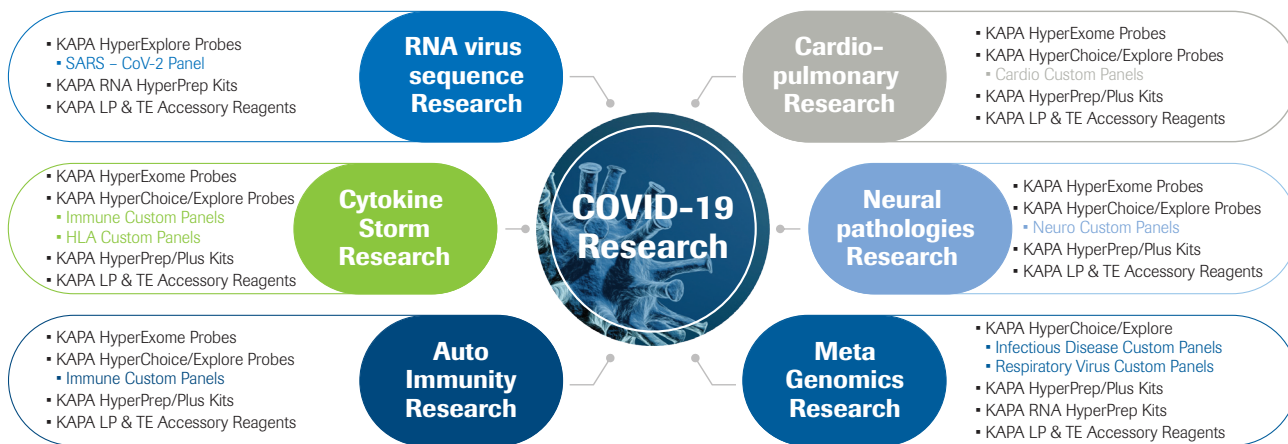 ▪ KAPA HyperExplore Probes
▪ SARS – CoV-2 Panel
▪ KAPA RNA HyperPrep Kits
▪ KAPA LP & TE Accessory Reagents
RNA virus
sequence
Research
Cardio-
pulmonary
Research
▪ KAPA HyperExome Probes
▪ KAPA HyperChoice/Explore Probes
▪ Cardio Custom Panels
▪ KAPA HyperPrep/Plus Kits
▪ KAPA LP & TE Accessory Reagents
▪ KAPA HyperExome Probes
▪ KAPA HyperChoice/Explore Probes
▪ Immune Custom Panels
▪ HLA Custom Panels
▪ KAPA HyperPrep/Plus Kits
▪ KAPA LP & TE Accessory Reagents
Cytokine
Storm
Research
COVID-19
Research
Neural
pathologies
Research
▪ KAPA HyperExome Probes
▪ KAPA HyperChoice/Explore Probes
▪ Neuro Custom Panels
▪ KAPA HyperPrep/Plus Kits
▪ KAPA LP & TE Accessory Reagents
▪ KAPA HyperExome Probes
▪ KAPA HyperChoice/Explore Probes
▪ Immune Custom Panels
▪ KAPA HyperPrep/Plus Kits
▪ KAPA LP & TE Accessory Reagents
Auto
Immunity
Research
Meta
Genomics
Research
▪ KAPA HyperChoice/Explore
▪ Infectious Disease Custom Panels
▪ Respiratory Virus Custom Panels
▪ KAPA HyperPrep/Plus Kits
▪ KAPA RNA HyperPrep Kits
▪ KAPA LP & TE Accessory Reagents